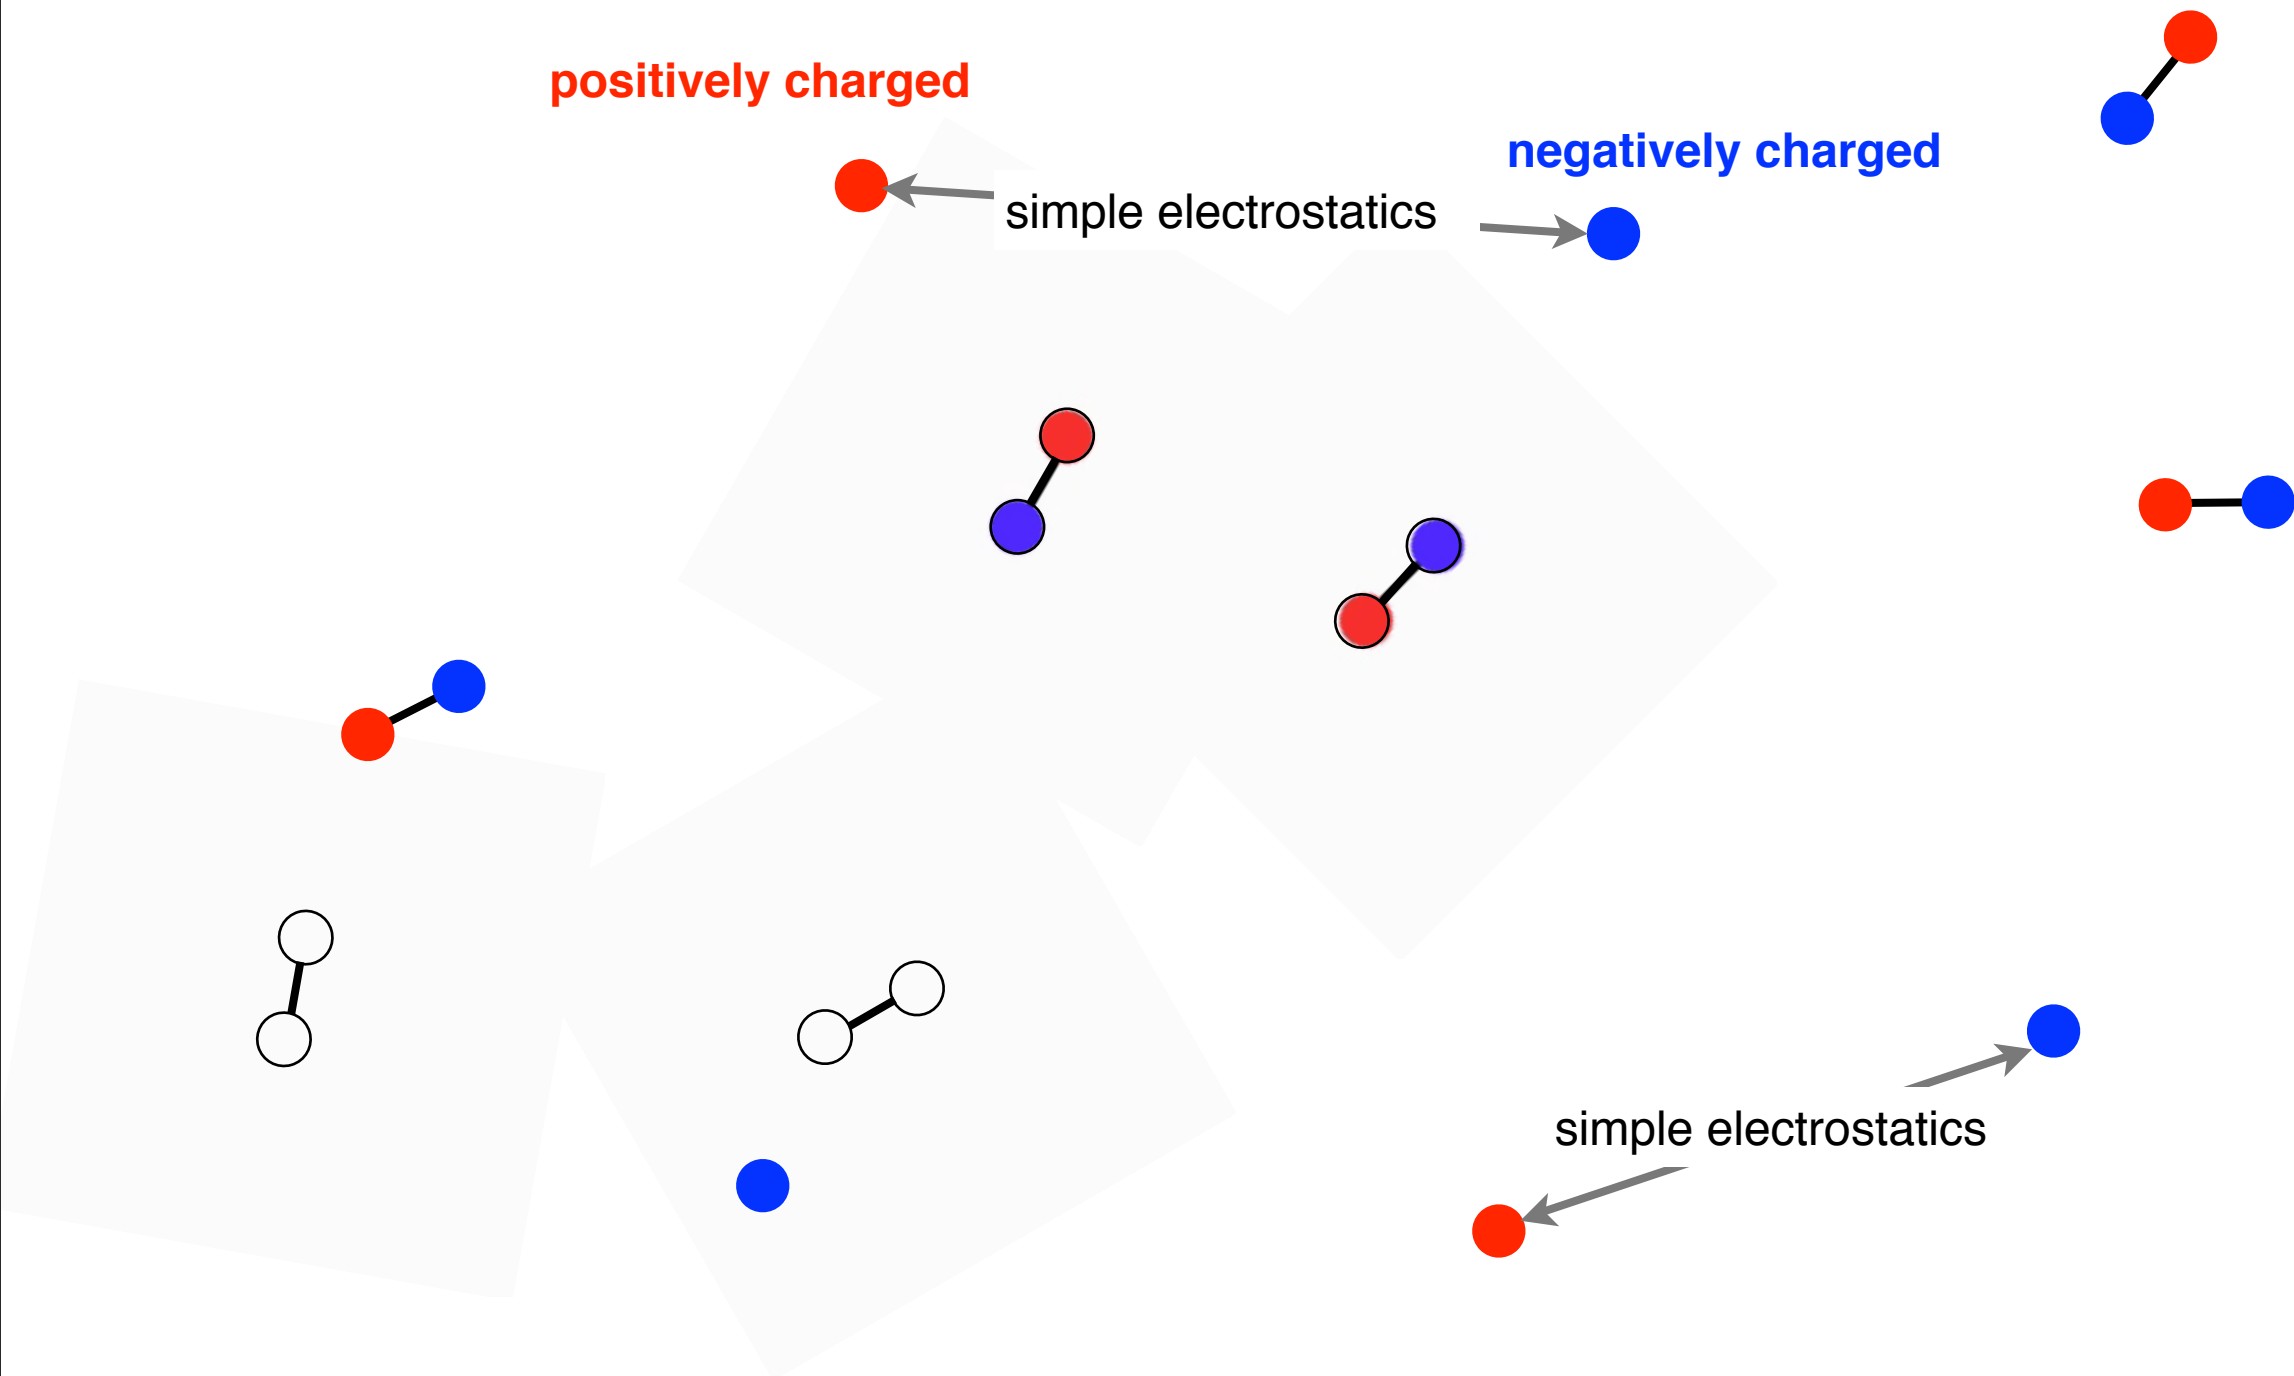 positively charged
negatively charged
simple electrostatics
simple electrostatics